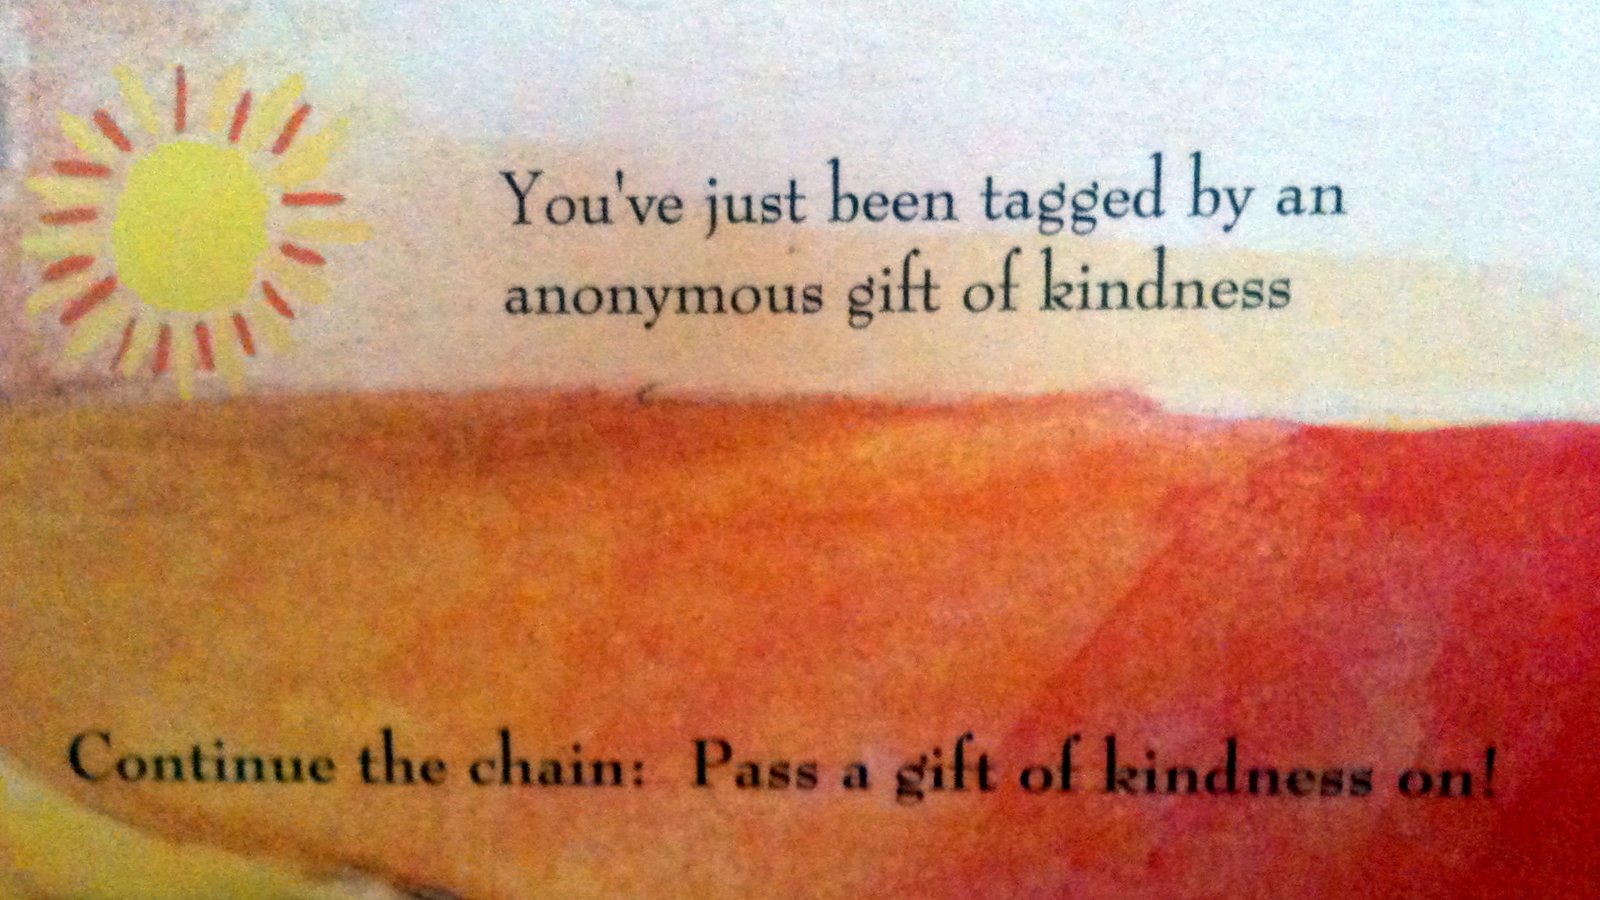 You've just been tagged by an
anonymous gift of kindness
Continue the chain:  Pass a gift of kindness on!